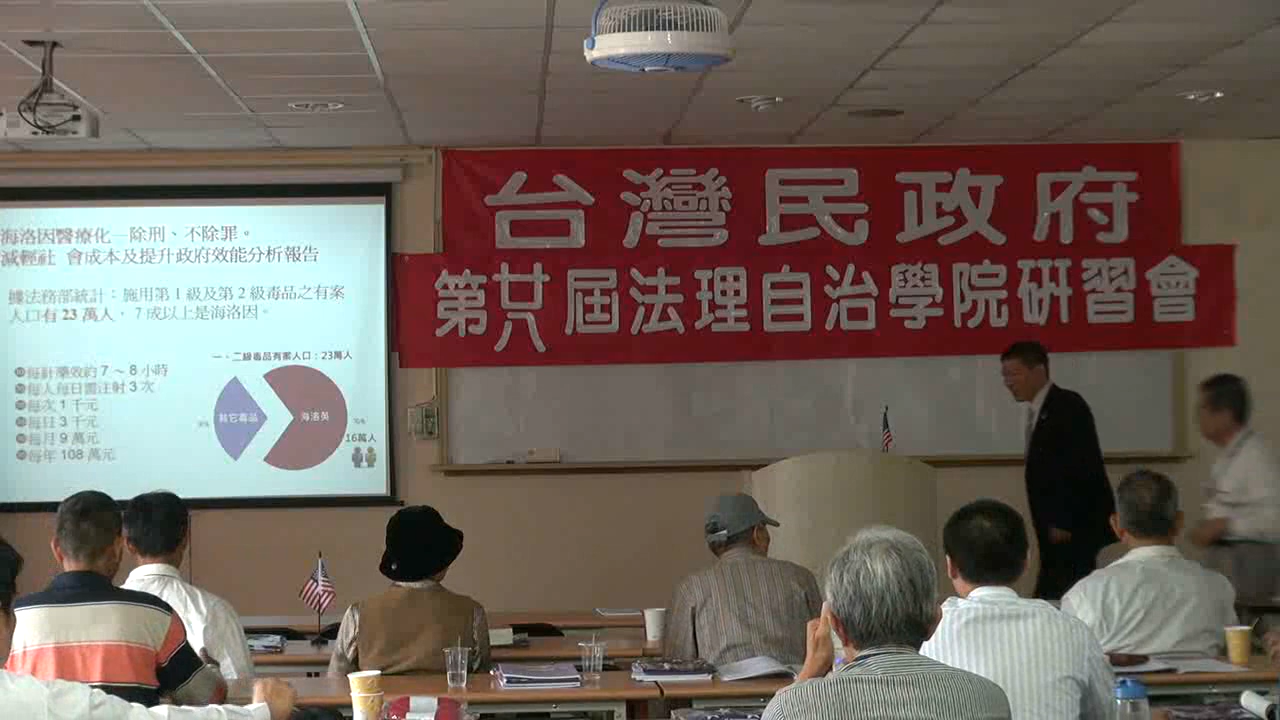 台灣民政府
第廿八屆法理自治學院研習會
海洛因醫療化—除刑、不除罪。
減輕社 會成本及提升政府效能分析報告
據法務部統計：施用第1級及第2級毒品之有案
人口有 23 萬人， 7 成以上是海洛因。
每針藥效約 7 ～ 8 小時
每人每日需注射 3 次
每次 1 千元
每日 3 千元
每月 9 萬元
每年 108 萬元
一、二級毒品有案人口：23萬人
其它毒品
海洛英
16萬人